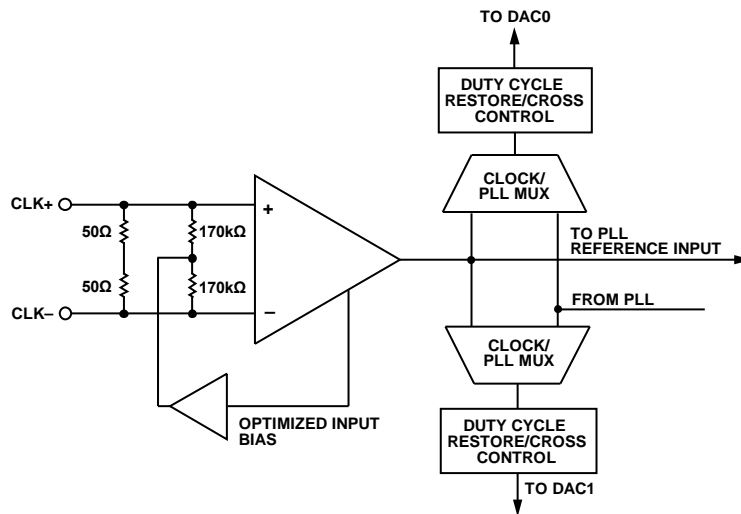 TO DAC0
DUTY CYCLE
RESTORE/CROSS
CONTROL
CLOCK/
PLL MUX
CLK+
50Ω
170kΩ
+
TO PLL
REFERENCE INPUT
50Ω
170kΩ
FROM PLL
CLK–
–
CLOCK/
PLL MUX
OPTIMIZED INPUT
BIAS
DUTY CYCLE
RESTORE/CROSS
CONTROL
TO DAC1